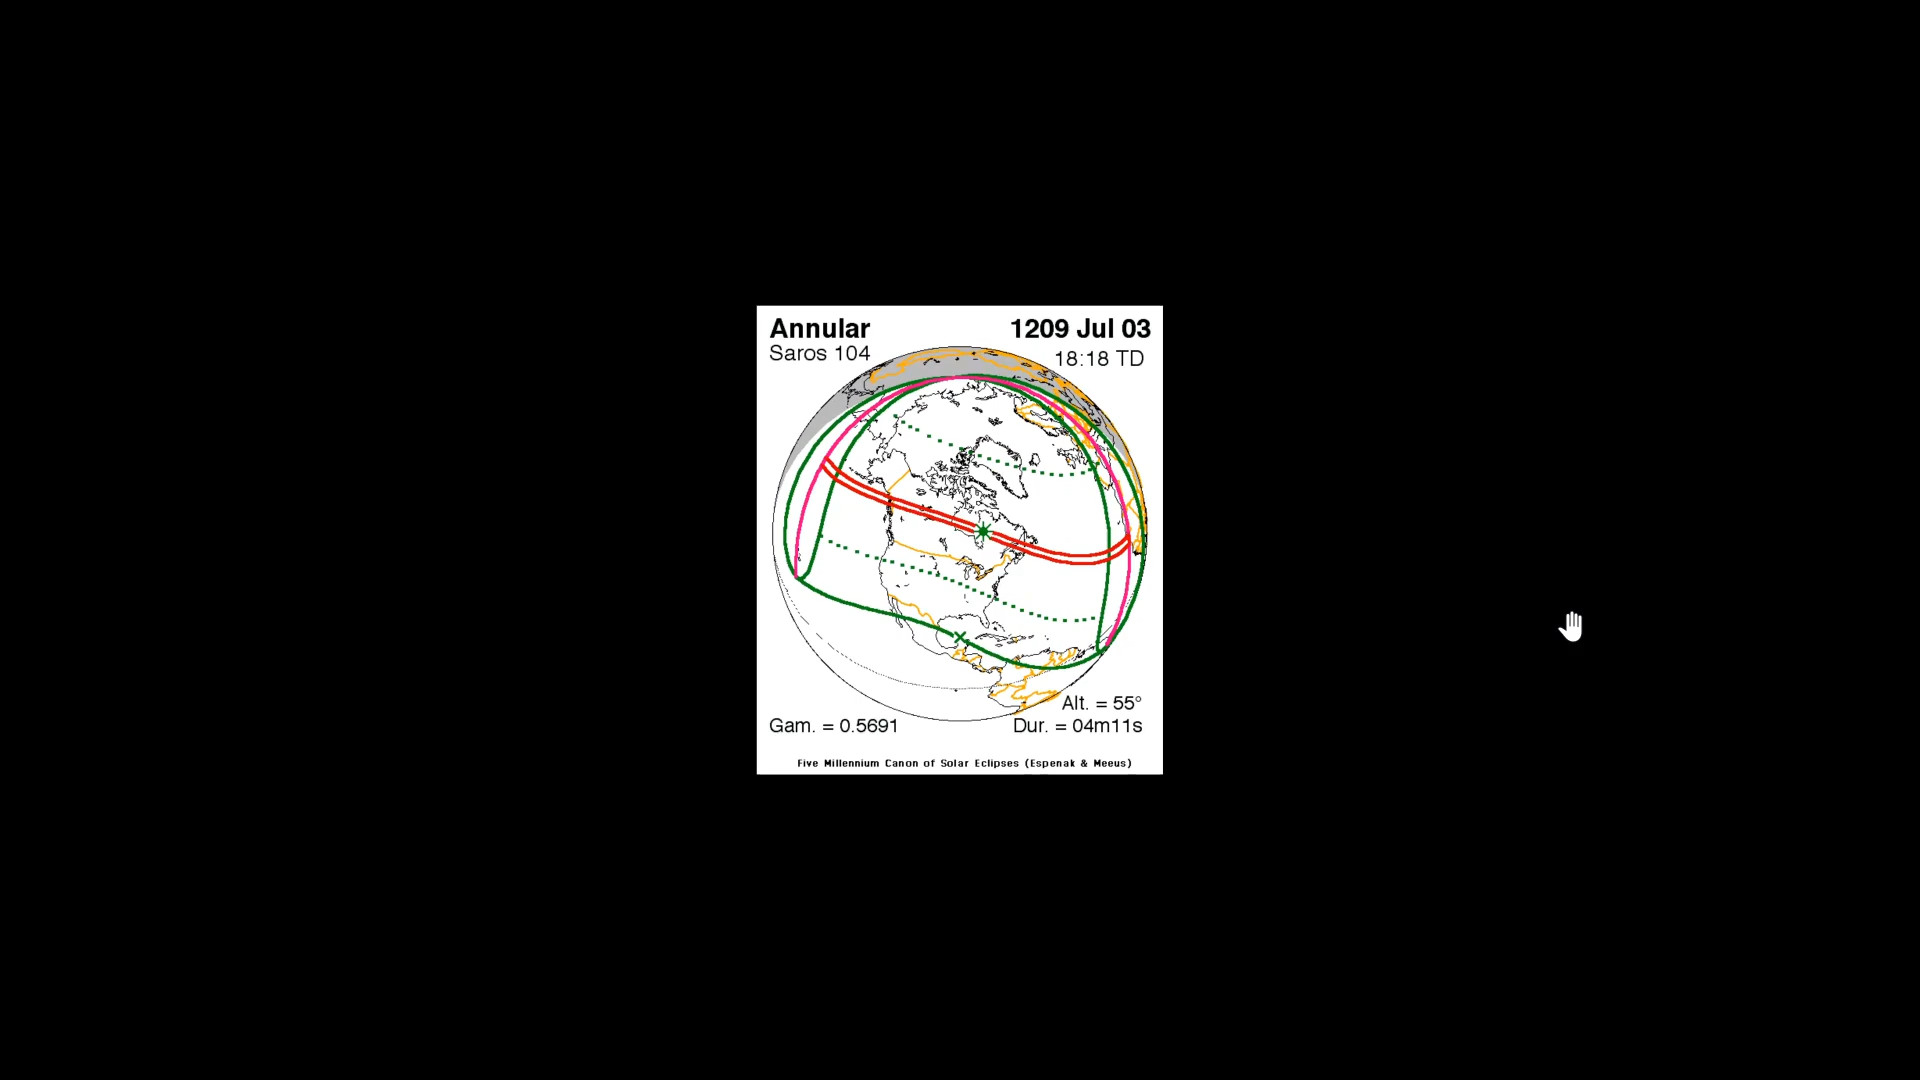 Annular
1209 Jul 03
Saros 104
18:18 TD
Alt. = 55°
Gam. = 0.5691
Dur. = 04m11s
Five Millennium Canon of Solar Eclipses (Espenak & Meeus)